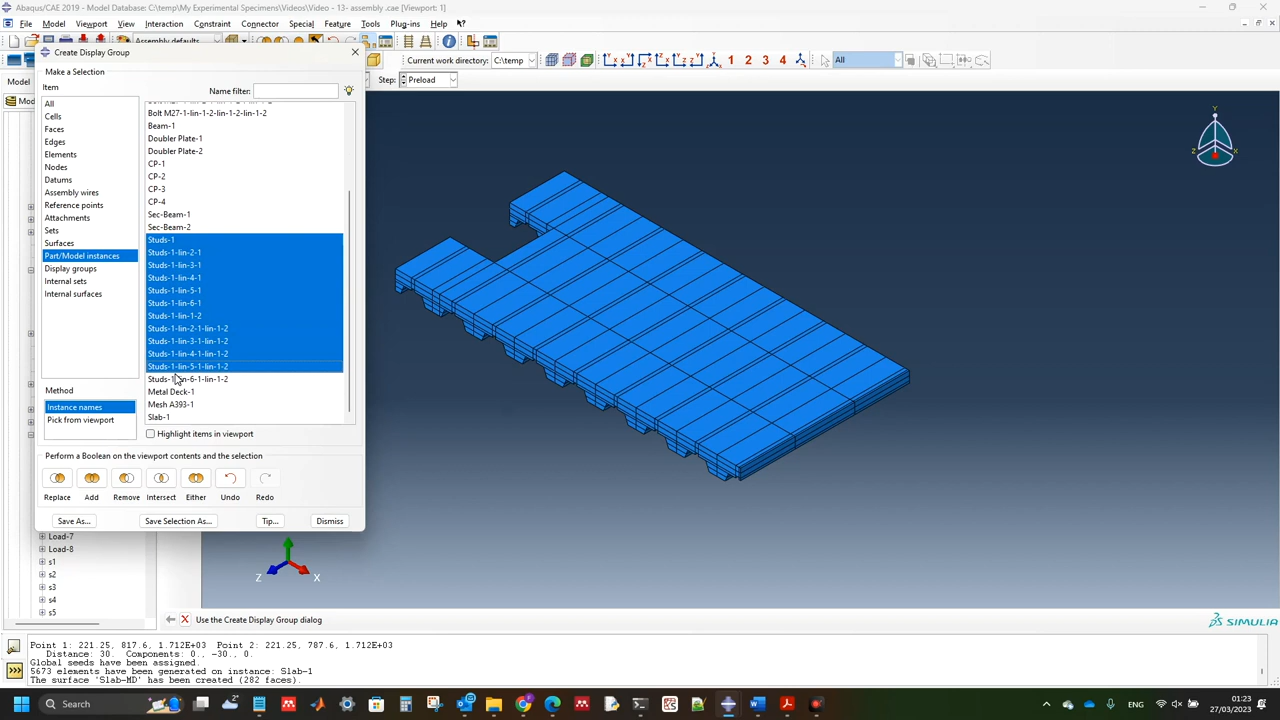 Abaqus/CAE 2019 - Model Database: C:\temp\My Experimental Specimens\Videos\Video - 13- assembly .cae [Viewport: 1]
File Model Viewport View Interaction Constraint Connector Special Feature Tools Plug-ins Help
Assembly defaults
Create Display Group
Current work directory: C:\temp
All
1 2 3 4
Step: Preload
Model
Make a Selection
Item
Name filter:
All
Cells
Faces
Edges
Elements
Nodes
Datums
Assembly wires
Reference points
Attachments
Sets
Surfaces
Part/Model instances
Display groups
Internal sets
Internal surfaces
Bolt M27-1-lin-1-2-lin-1-2-lin-1-2
Beam-1
Doubler Plate-1
Doubler Plate-2
CP-1
CP-2
CP-3
CP-4
Sec-Beam-1
Sec-Beam-2
Studs-1
Studs-1-lin-2-1
Studs-1-lin-3-1
Studs-1-lin-4-1
Studs-1-lin-5-1
Studs-1-lin-6-1
Studs-1-lin-1-2
Studs-1-lin-2-1-lin-1-2
Studs-1-lin-3-1-lin-1-2
Studs-1-lin-4-1-lin-1-2
Studs-1-lin-5-1-lin-1-2
Studs-1-lin-6-1-lin-1-2
Metal Deck-1
Mesh A393-1
Slab-1
Method
Instance names
Pick from viewport
Highlight items in viewport
Perform a Boolean on the viewport contents and the selection
Replace Add Remove Intersect Either Undo Redo
Save As... Save Selection As... Tip... Dismiss
Load-7
Load-8
s1
s2
s3
s4
s5
Y
Z X
Z X
Use the Create Display Group dialog
SIMULIA
Point 1: 221.25, 817.6, 1.712E+03 Point 2: 221.25, 787.6, 1.712E+03
Distance: 30. Components: 0., -30., 0.
Global seeds have been assigned.
5673 elements have been generated on instance: Slab-1
The surface 'Slab-MD' has been created (282 faces).
Search
01:23
27/03/2023